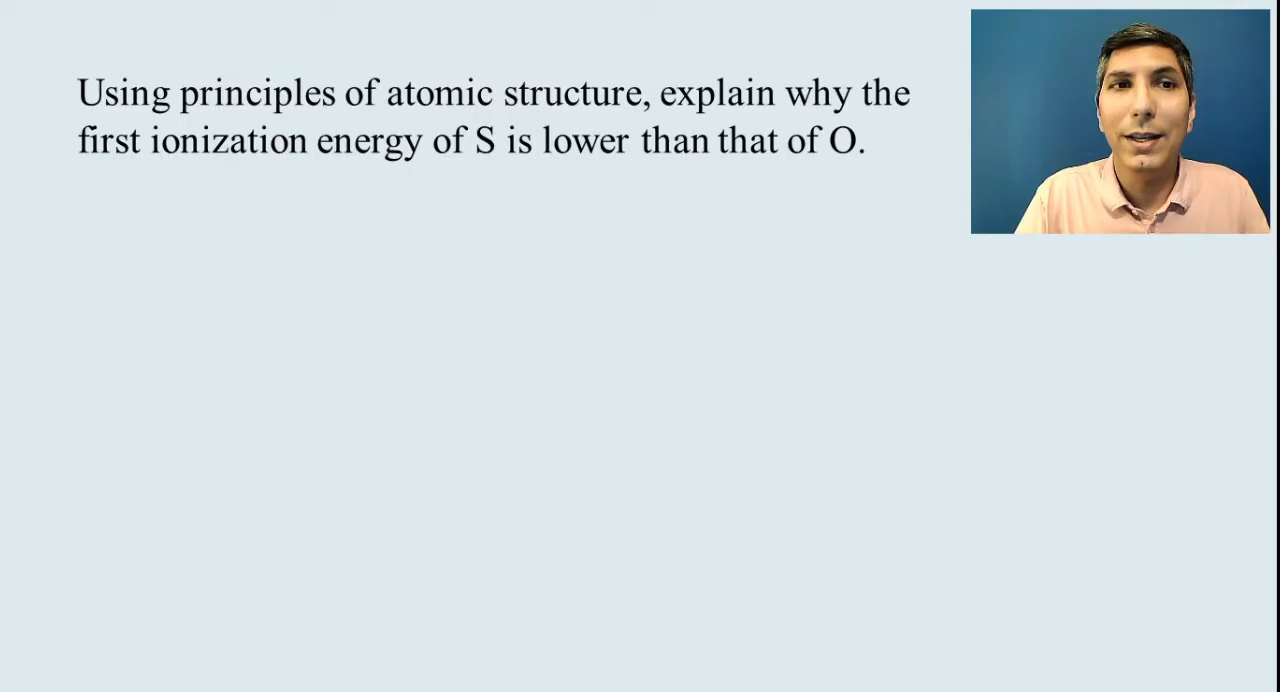 Using principles of atomic structure, explain why the
first ionization energy of S is lower than that of O.